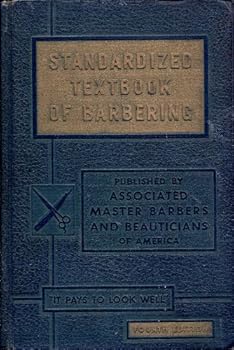 STANDARDIZED
TEXTBOOK
OF BARBERING
PUBLISHED BY
ASSOCIATED
MASTER BARBERS
AND BEAUTICIANS
OF AMERICA
"IT PAYS TO LOOK WELL"
FOURTH EDITION